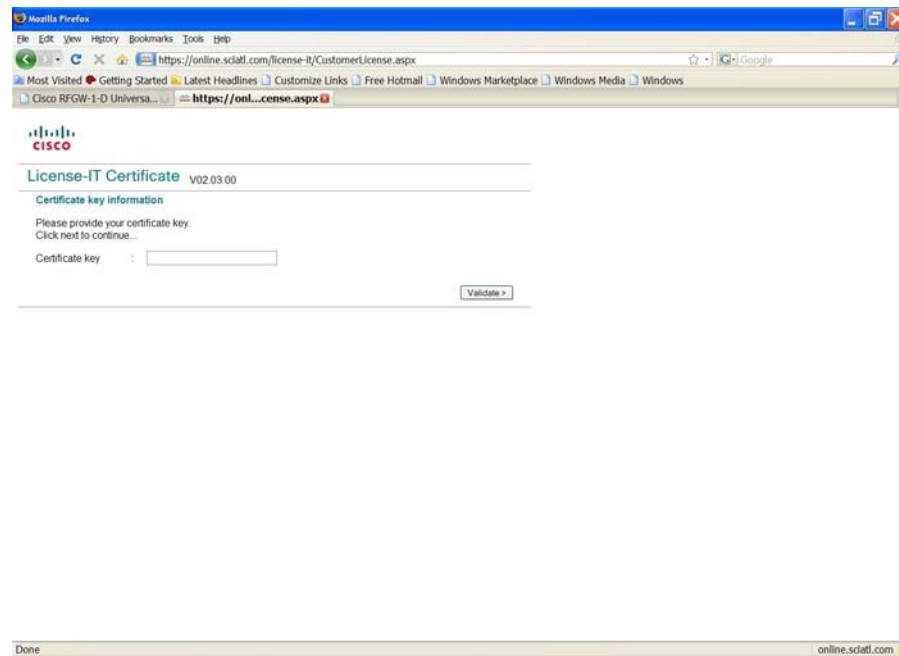 Mozilla Firefox
File Edit View History Bookmarks Tools Help
https://online.sciatl.com/license-it/CustomerLicense.aspx Google
Most Visited Getting Started Latest Headlines Customize Links Free Hotmail Windows Marketplace Windows Media Windows
Cisco RFGW-1-D Universa... https://onl...cense.aspx
CISCO
License-IT Certificate V02.03.00
Certificate key information
Please provide your certificate key.
Click next to continue...
Certificate key :
Validate >
Done online.sciatl.com